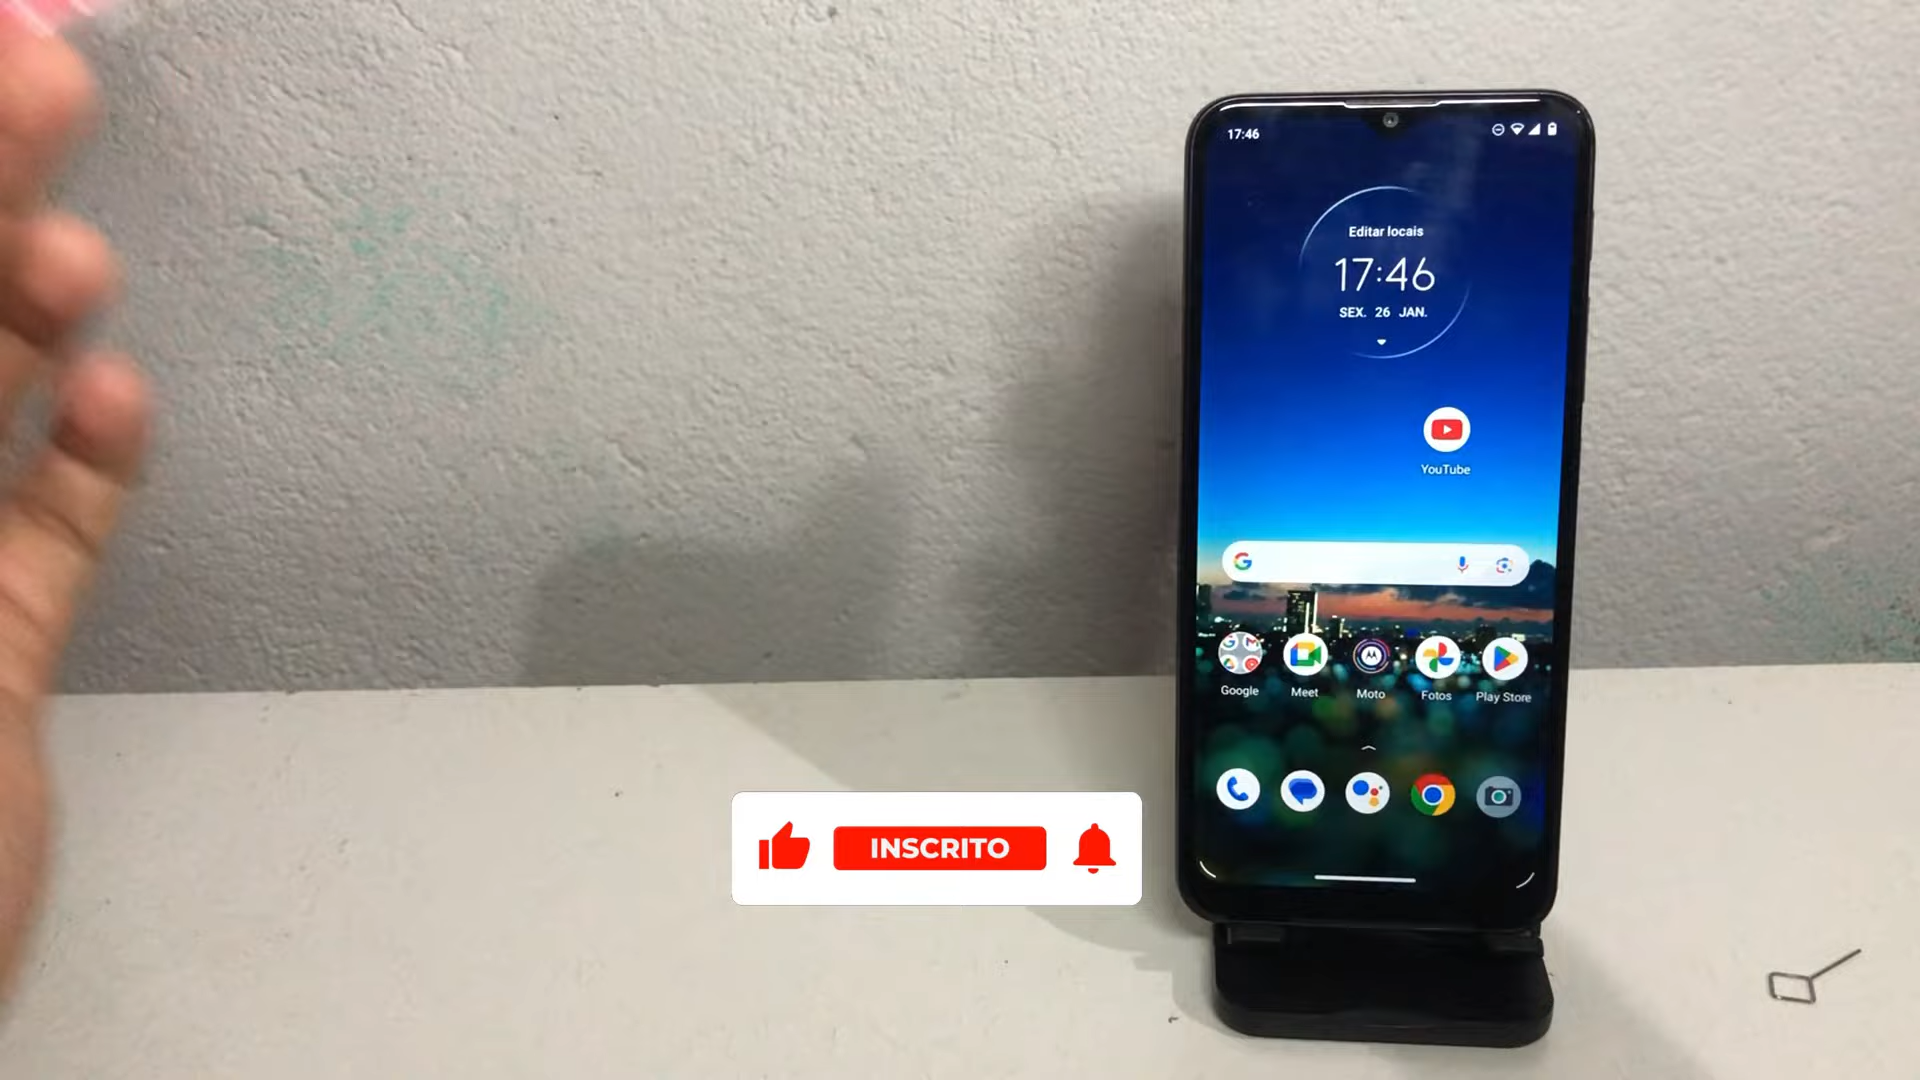 17:46
Editar locais
17:46
SEX. 26 JAN.
YouTube
Google Meet Moto Fotos Play Store
INSCRITO